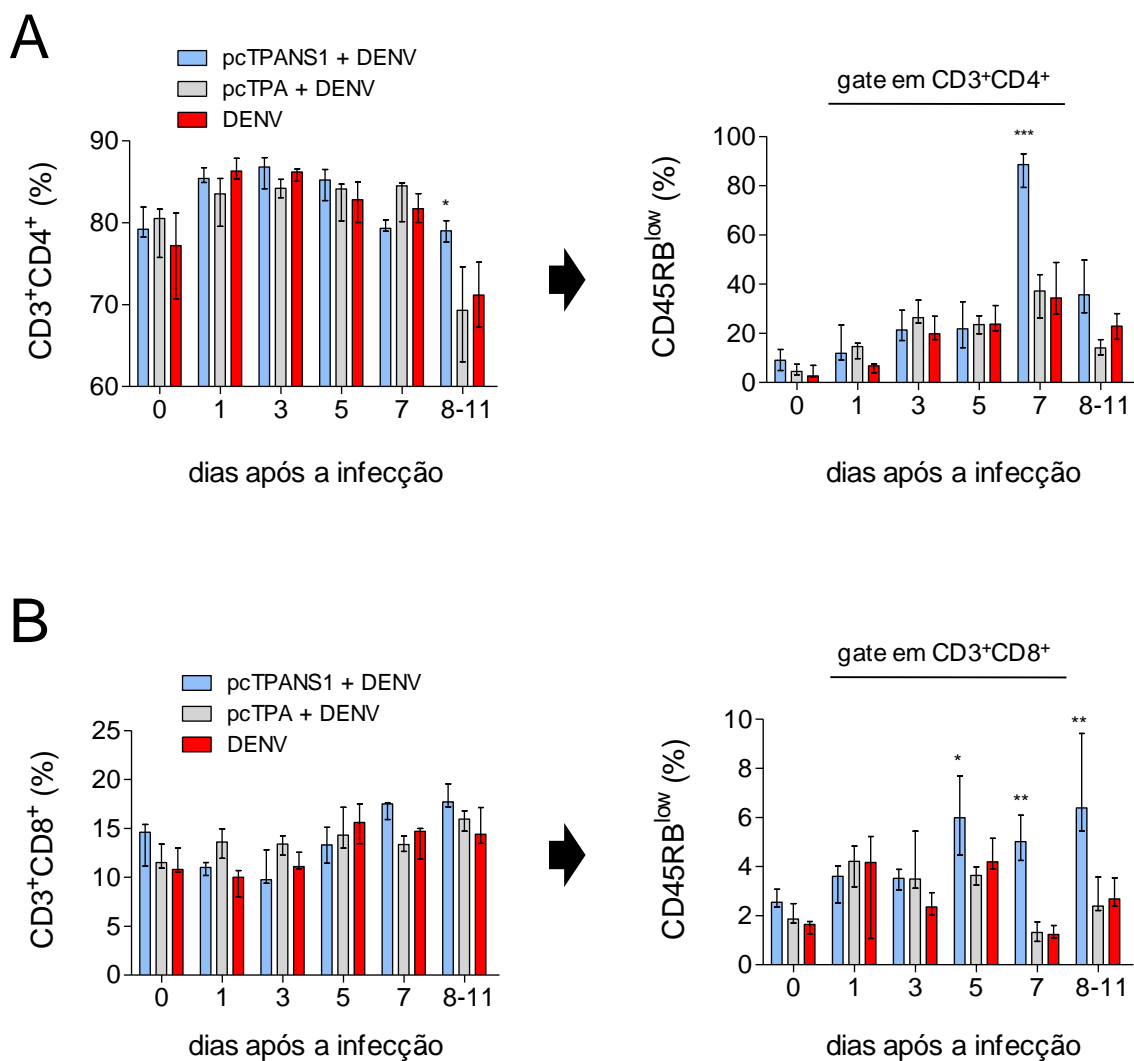 A
pcTPANS1 + DENV
pcTPA + DENV
DENV
CD3+CD4+ (%)
90
80
70
60
*
0 1 3 5 7 8-11
dias após a infecção
gate em CD3+CD4+
CD45RBlow (%)
100
80
60
40
20
0
***
0 1 3 5 7 8-11
dias após a infecção
B
pcTPANS1 + DENV
pcTPA + DENV
DENV
CD3+CD8+ (%)
25
20
15
10
5
0
0 1 3 5 7 8-11
dias após a infecção
gate em CD3+CD8+
CD45RBlow (%)
10
8
6
4
2
0
* ** **
0 1 3 5 7 8-11
dias após a infecção